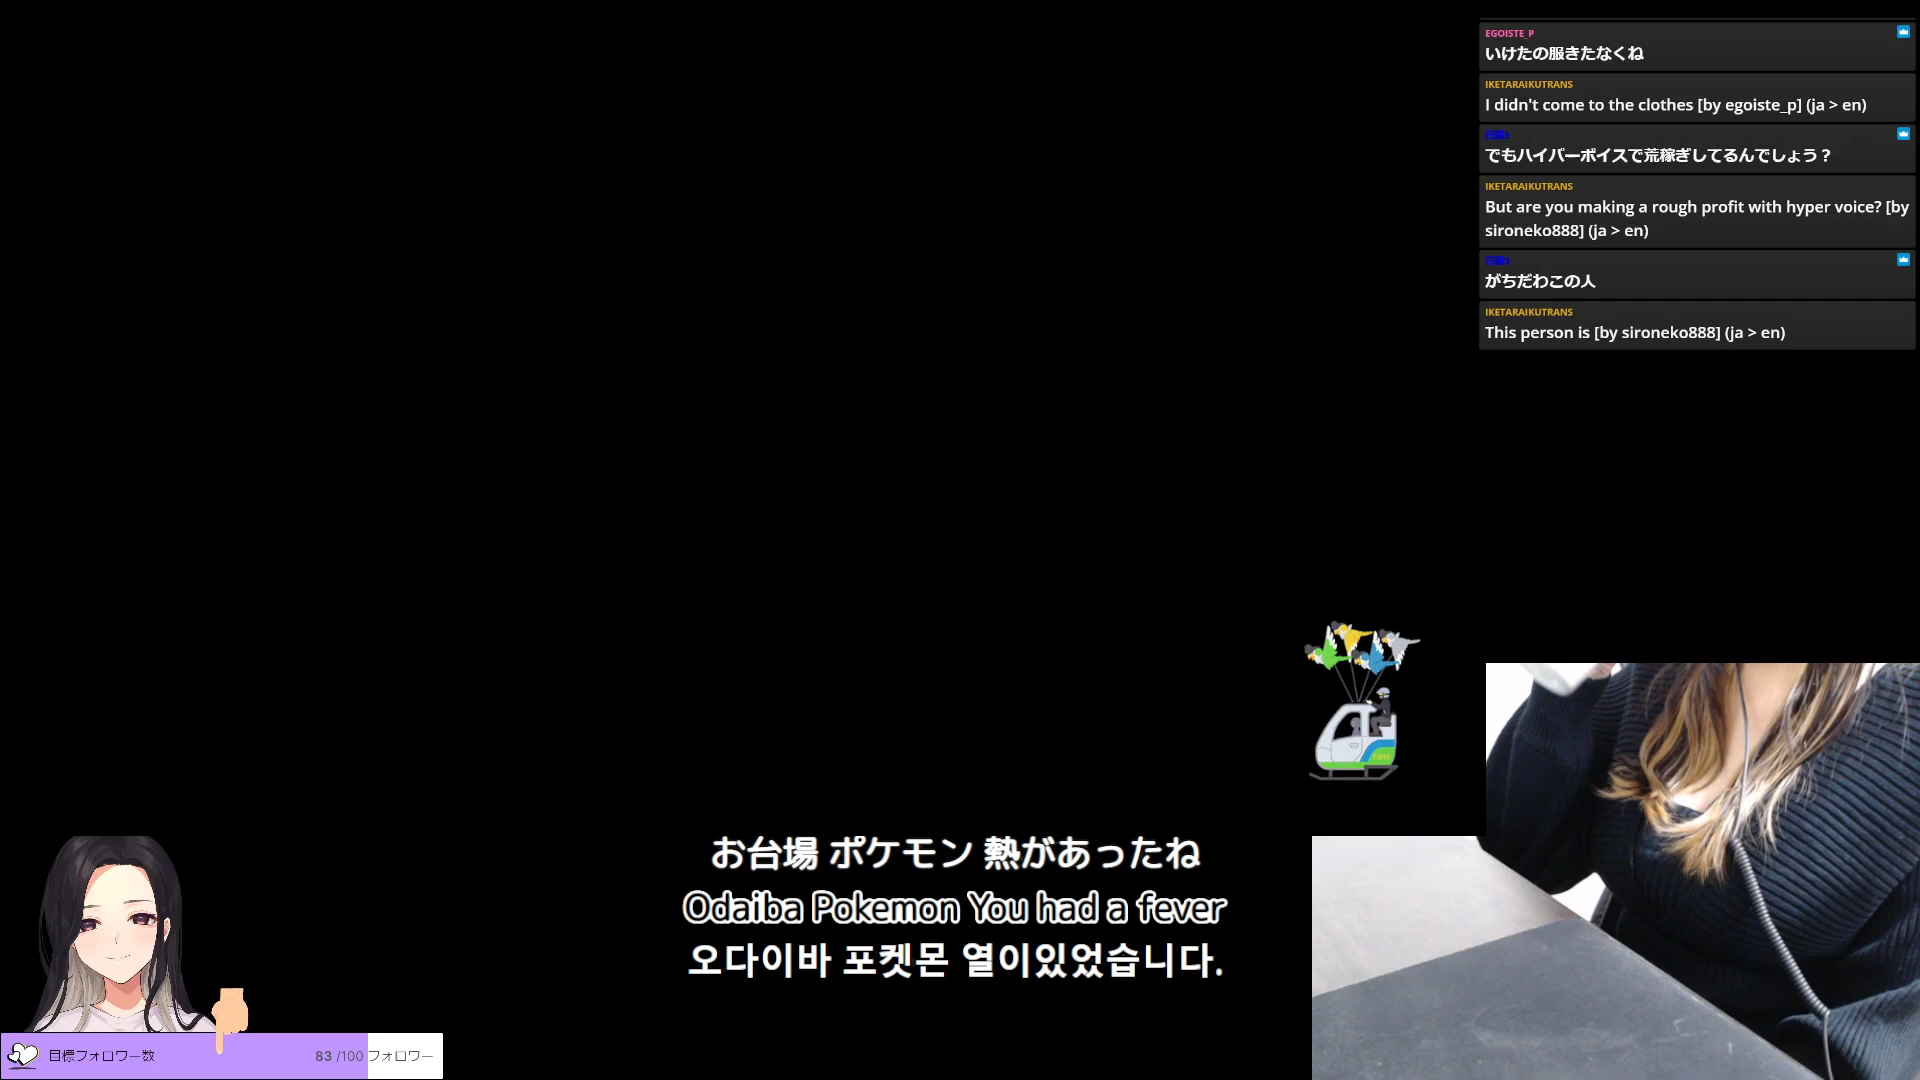 EGOISTE_P
いけたの服きたなくね
IKETARAIKUTRANS
I didn't come to the clothes [by egoiste_p] (ja > en)
でもハイパーボイスで荒稼ぎしてるんでしょう？
IKETARAIKUTRANS
But are you making a rough profit with hyper voice? [by
sironeko888] (ja > en)
がちだわこの人
IKETARAIKUTRANS
This person is [by sironeko888] (ja > en)
お台場 ポケモン 熱があったね
Odaiba Pokemon You had a fever
오다이바 포켓몬 열이있었습니다.
目標フォロワー数 83 /100 フォロワー